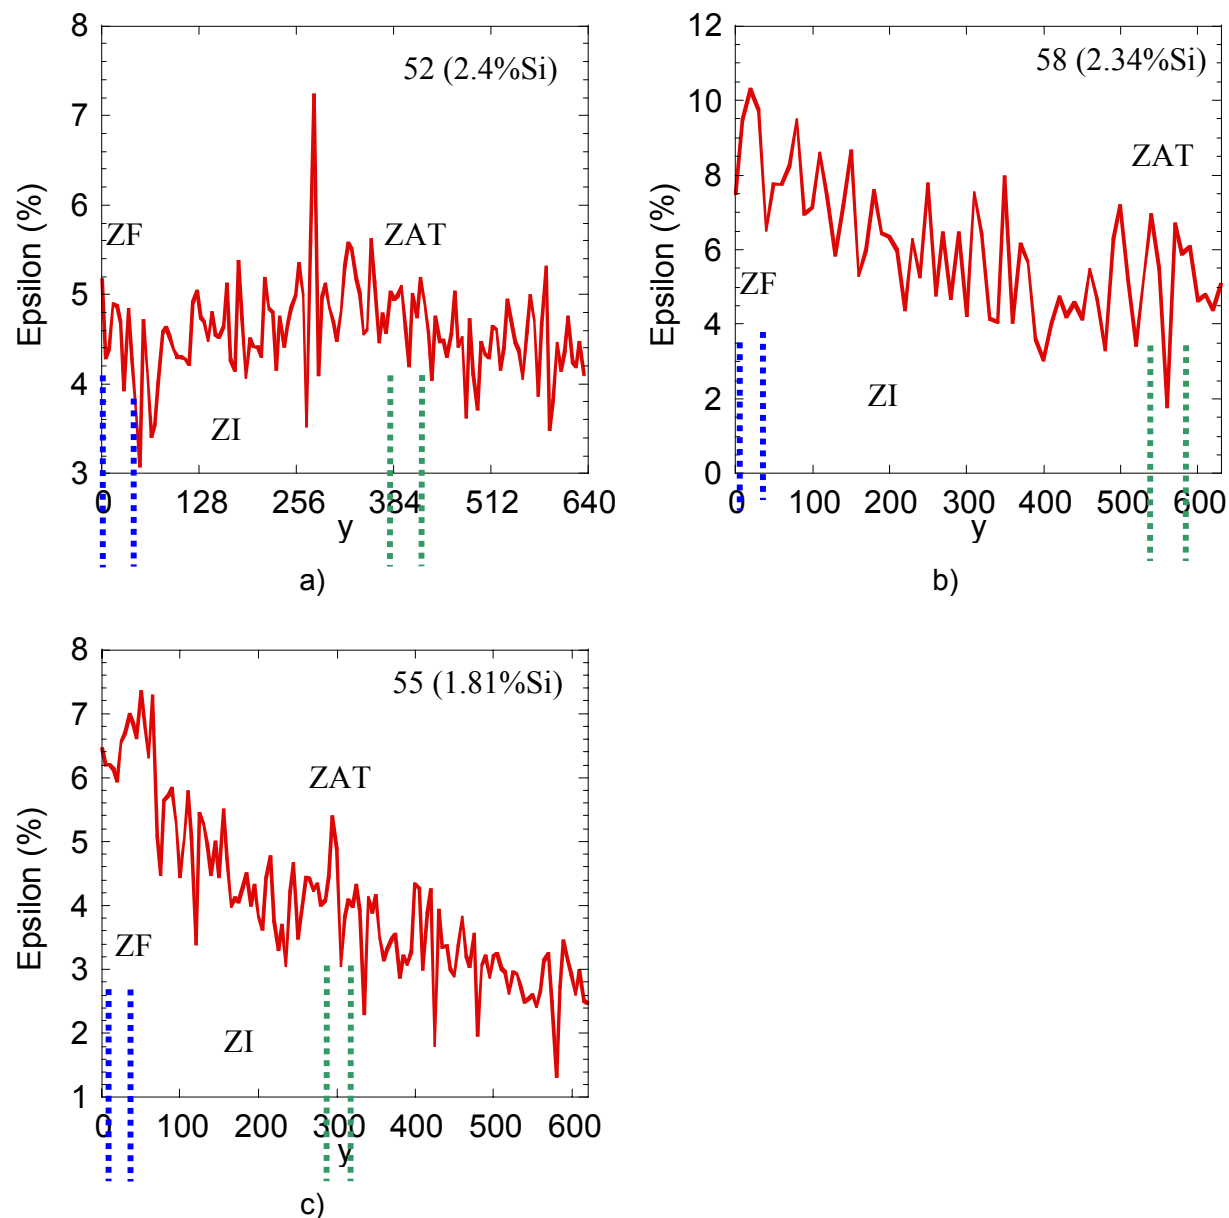 8
52 (2.4%Si)
7
6
Epsilon (%)
ZF
ZAT
5
4
ZI
3
0 128 256 384 512 640
y
a)
12
58 (2.34%Si)
10
ZAT
8
Epsilon (%)
6
ZF
4
ZI
2
0
0 100 200 300 400 500 600
y
b)
8
55 (1.81%Si)
7
ZAT
6
5
Epsilon (%)
4
ZF
3
ZI
2
1
0 100 200 300 400 500 600
y
c)